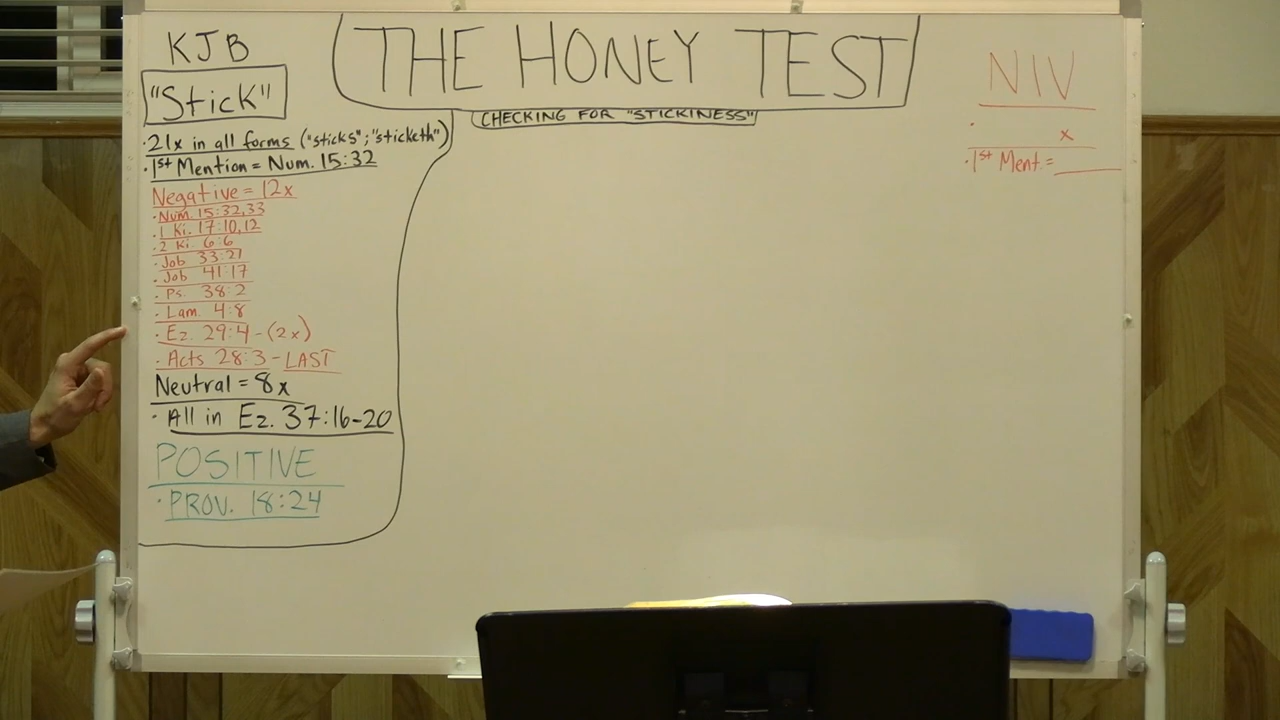 KJB
"Stick"
THE HONEY TEST
CHECKING FOR "STICKINESS"
· 21x in all forms ("sticks"; "sticketh")
· 1st Mention = Num. 15:32
Negative = 12x
· Num. 15:32,33
· 1 Ki. 17:10,12
· 2 Ki. 6:6
· Job 33:21
· Job 41:17
· Ps. 38:2
· Lam. 4:8
· Ez. 29:4 - (2x)
· Acts 28:3 - LAST
Neutral = 8x
· All in Ez. 37:16-20
POSITIVE
· PROV. 18:24
NIV
· x
· 1st Ment. = ____